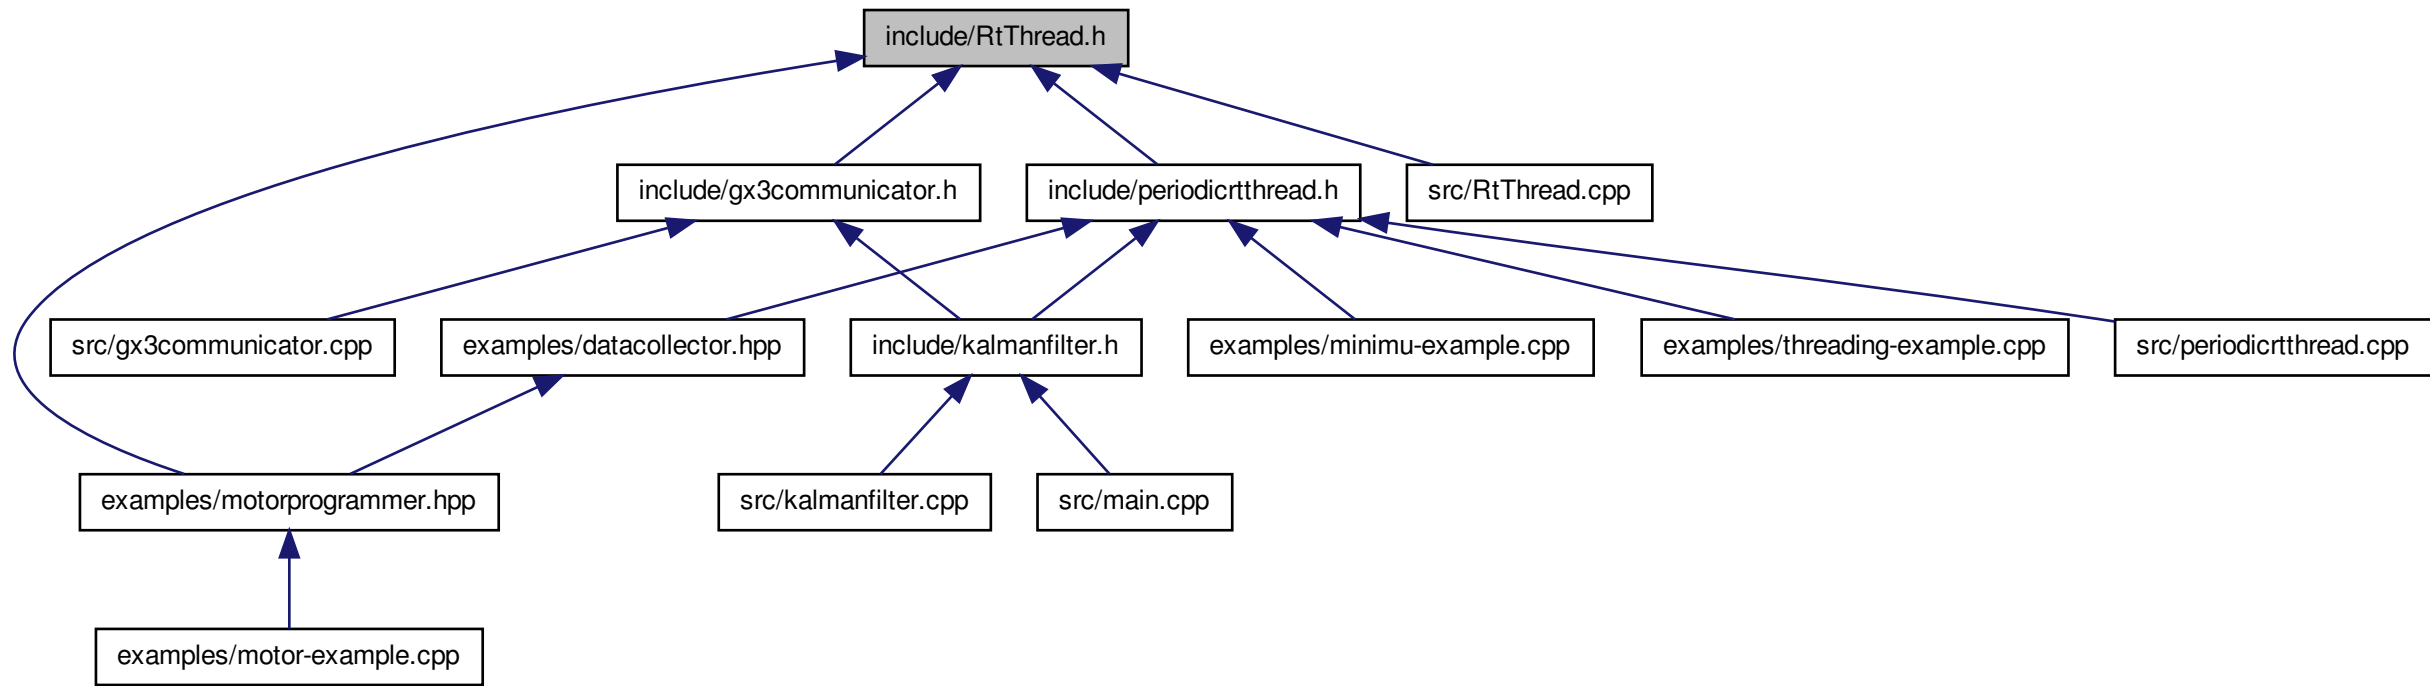 include/RtThread.h
include/gx3communicator.h
include/periodicrtthread.h
src/RtThread.cpp
src/gx3communicator.cpp
examples/datacollector.hpp
include/kalmanfilter.h
examples/minimu-example.cpp
examples/threading-example.cpp
src/periodicrtthread.cpp
examples/motorprogrammer.hpp
src/kalmanfilter.cpp
src/main.cpp
examples/motor-example.cpp